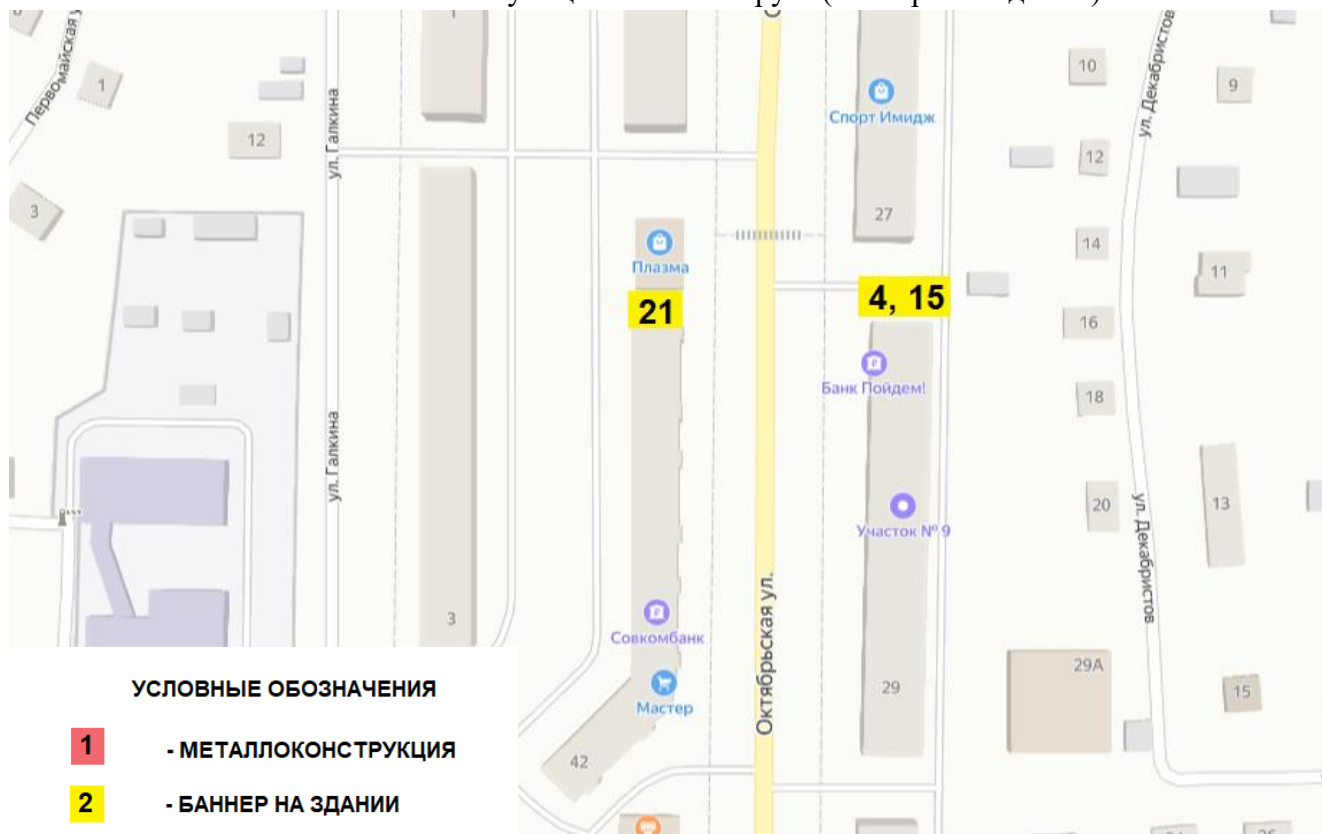 Первомайская у
1
12
3
ул. Галкина
ул. Галкина
1
3
Плазма
21
Совкомбанк
Мастер
42
Октябрьская ул.
Спорт Имидж
27
4, 15
Банк Пойдем!
Участок № 9
29
10
12
14
16
18
20
29А
ул. Декабристов
ул. Декабристов
9
11
13
15
УСЛОВНЫЕ ОБОЗНАЧЕНИЯ
1 - МЕТАЛЛОКОНСТРУКЦИЯ
2 - БАННЕР НА ЗДАНИИ